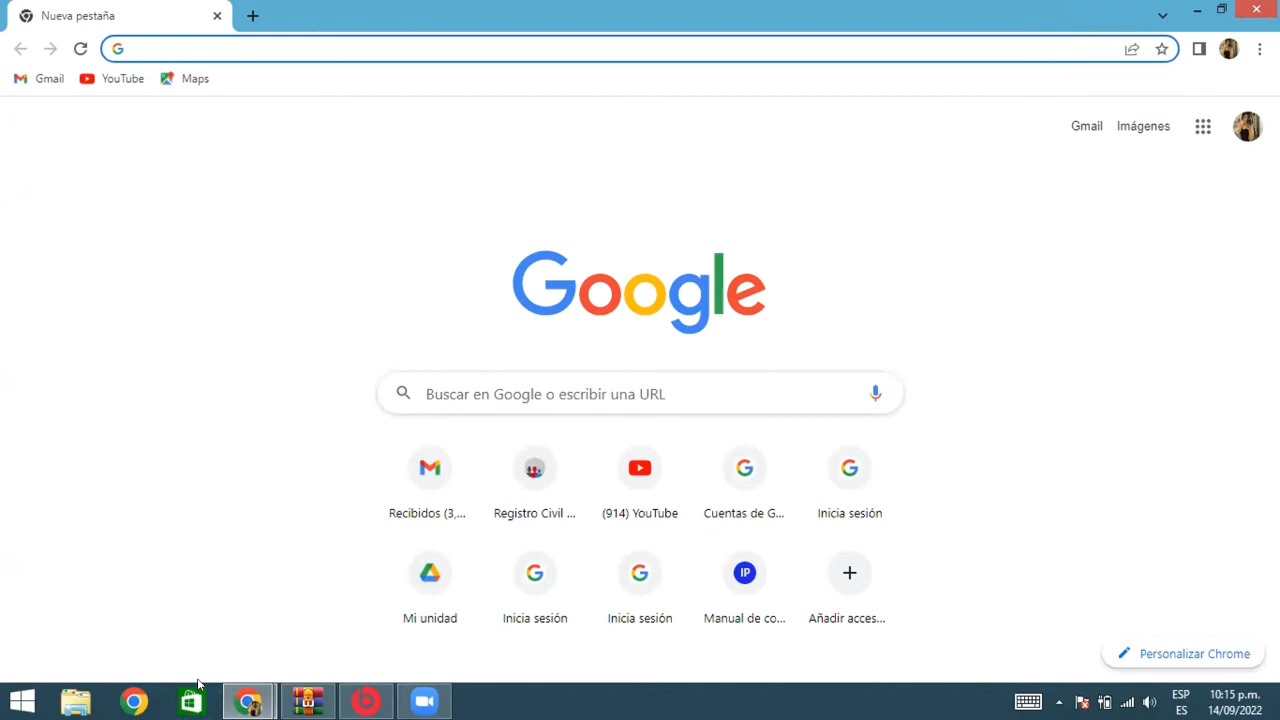 Nueva pestaña
Gmail YouTube Maps
Gmail Imágenes
Google
Buscar en Google o escribir una URL
Recibidos (3,... Registro Civil ... (914) YouTube Cuentas de G... Inicia sesión
IP
Mi unidad Inicia sesión Inicia sesión Manual de co... Añadir acces...
Personalizar Chrome
ESP 10:15 p.m.
ES 14/09/2022